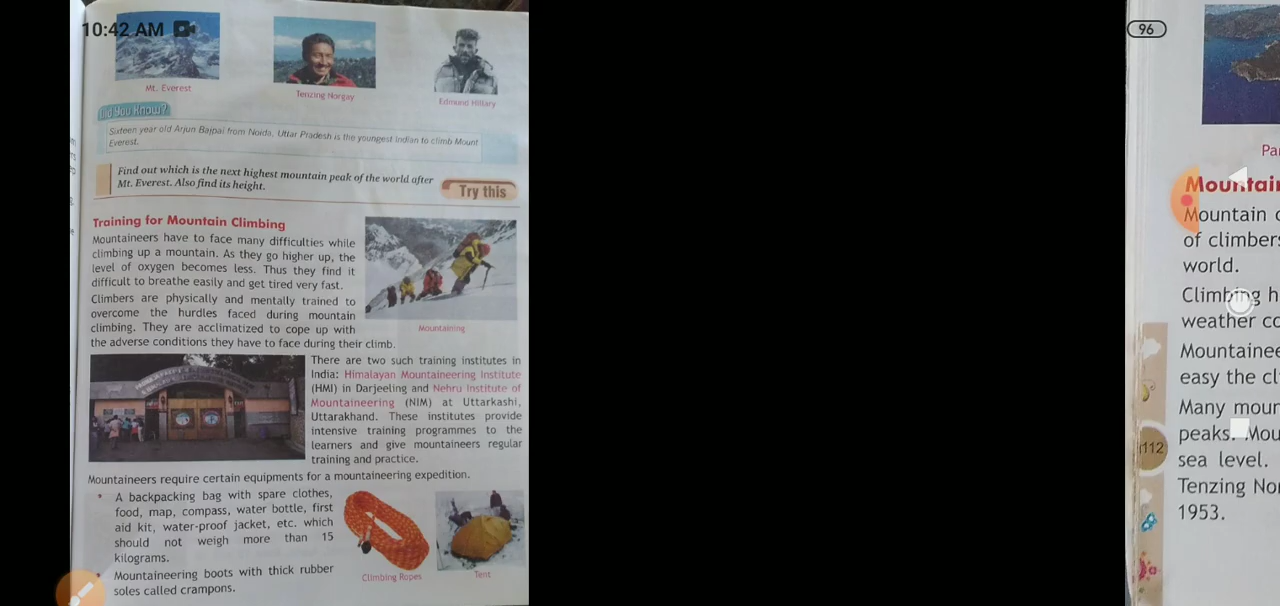 10:42 AM
96
Mt. Everest
Tenzing Norgay
Edmund Hillary
Did You Know?
Sixteen year old Arjun Bajpai from Noida, Uttar Pradesh is the youngest Indian to climb Mount
Everest.
Find out which is the next highest mountain peak of the world after
Mt. Everest. Also find its height.
Try this
Training for Mountain Climbing
Mountaineers have to face many difficulties while
climbing up a mountain. As they go higher up, the
level of oxygen becomes less. Thus they find it
difficult to breathe easily and get tired very fast.
Climbers are physically and mentally trained to
overcome the hurdles faced during mountain
climbing. They are acclimatized to cope up with
the adverse conditions they have to face during their climb.
Mountaining
There are two such training institutes in
India: Himalayan Mountaineering Institute
(HMI) in Darjeeling and Nehru Institute of
Mountaineering (NIM) at Uttarkashi,
Uttarakhand. These institutes provide
intensive training programmes to the
learners and give mountaineers regular
training and practice.
Mountaineers require certain equipments for a mountaineering expedition.
* A backpacking bag with spare clothes,
food, map, compass, water bottle, first
aid kit, water-proof jacket, etc. which
should not weigh more than 15
kilograms.
* Mountaineering boots with thick rubber
soles called crampons.
Climbing Ropes
Tent
Pa
Mountain
Mountain
of climbers
world.
Climbing h
weather co
Mountainee
easy the cl
Many moun
peaks. Mou
sea level.
Tenzing Nor
1953.
112